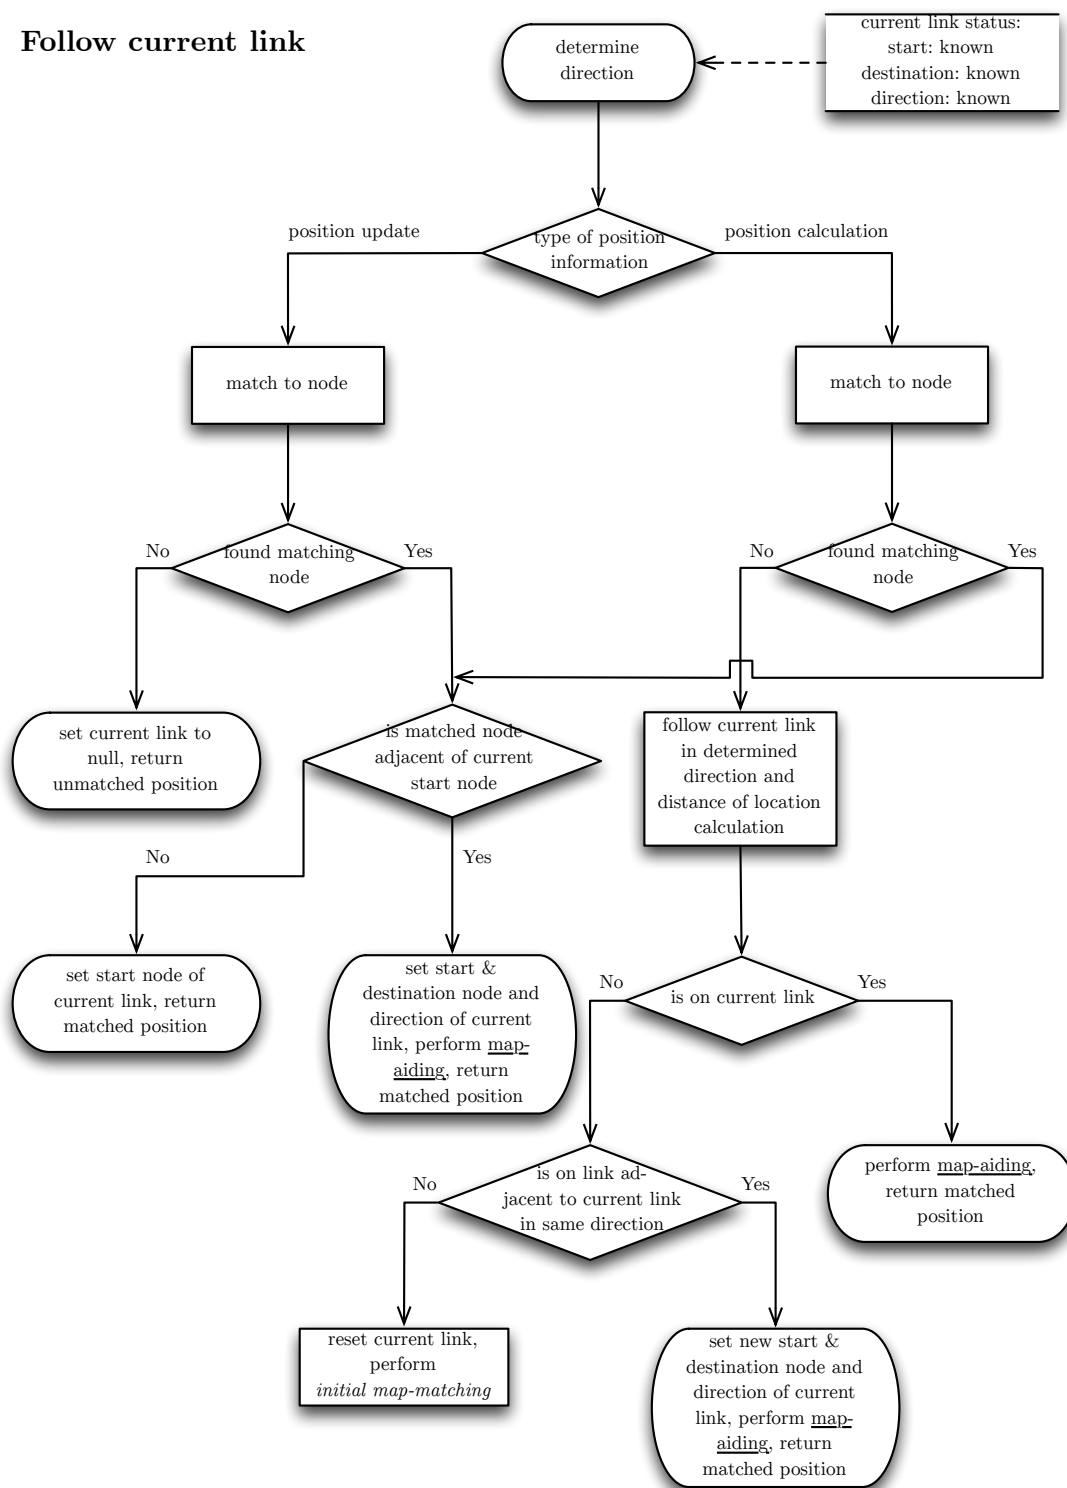 Follow current link
determine
direction
current link status:
start: known
destination: known
direction: known
position update
type of position
information
position calculation
match to node
match to node
No
found matching
node
Yes
No
found matching
node
Yes
set current link to
null, return
unmatched position
is matched node
adjacent of current
start node
follow current link
in determined
direction and
distance of location
calculation
No
Yes
set start node of
current link, return
matched position
set start &
destination node and
direction of current
link, perform map-
aiding, return
matched position
No
is on current link
Yes
perform map-aiding,
return matched
position
No
is on link ad-
jacent to current link
in same direction
Yes
reset current link,
perform
initial map-matching
set new start &
destination node and
direction of current
link, perform map-
aiding, return
matched position